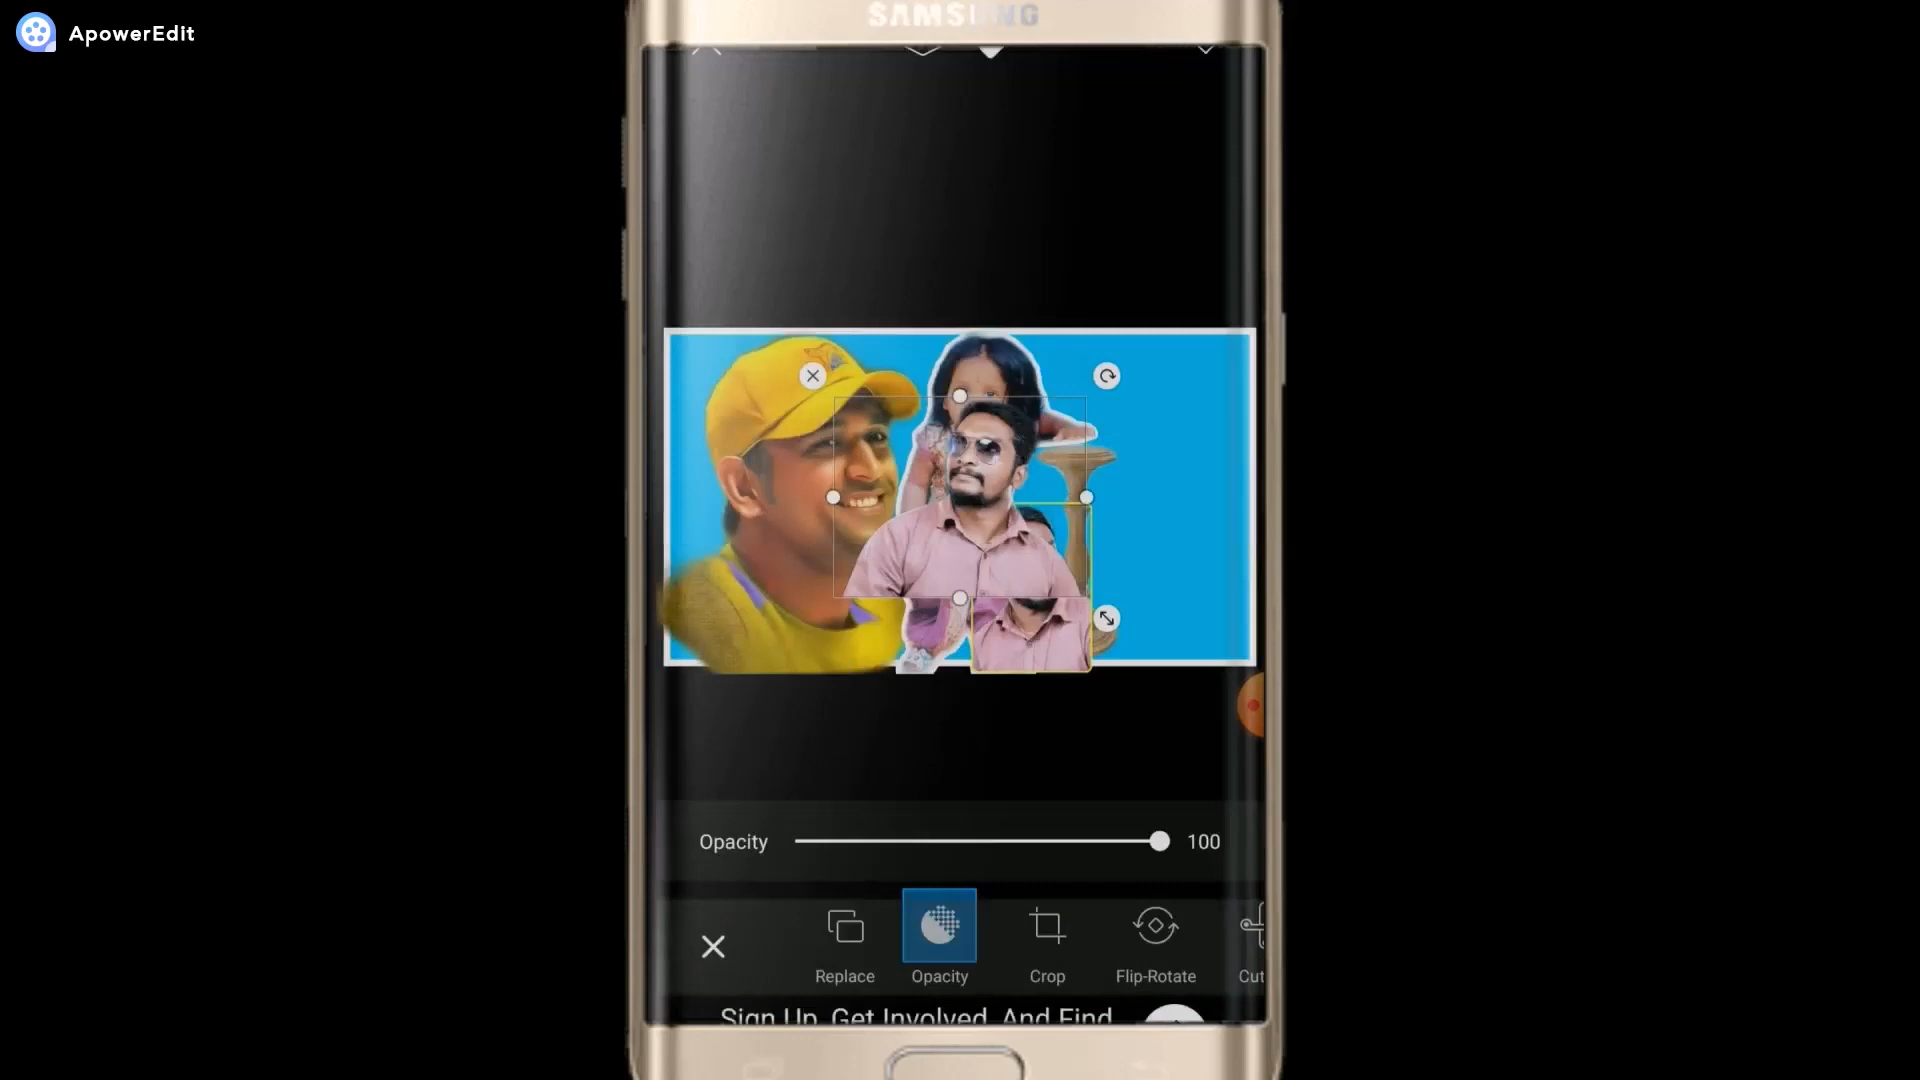 ApowerEdit
SAMSUNG
Opacity 100
Replace Opacity Crop Flip-Rotate Cut
Sign Up, Get Involved, And Find